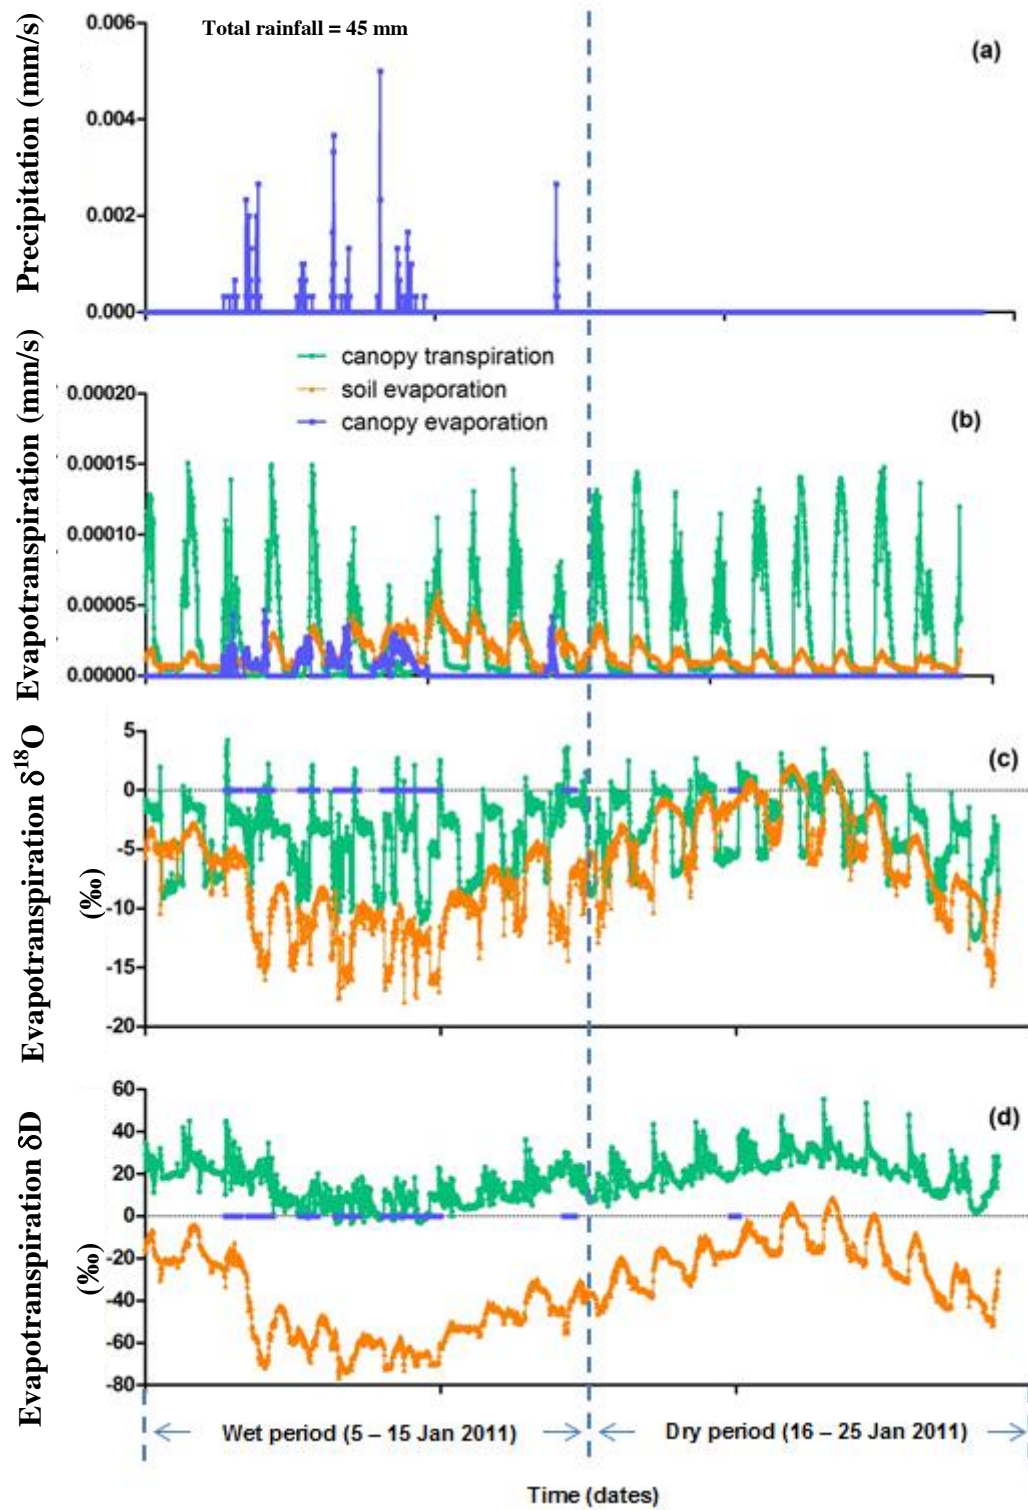 Total rainfall = 45 mm
(a)
Precipitation (mm/s)
0.006
0.004
0.002
0.000
canopy transpiration
soil evaporation
canopy evaporation
(b)
Evapotranspiration (mm/s)
0.00020
0.00015
0.00010
0.00005
0.00000
(c)
Evapotranspiration δ¹⁸O
(‰)
5
0
-5
-10
-15
-20
(d)
Evapotranspiration δD
(‰)
60
40
20
0
-20
-40
-60
-80
Wet period (5 – 15 Jan 2011)
Dry period (16 – 25 Jan 2011)
Time (dates)